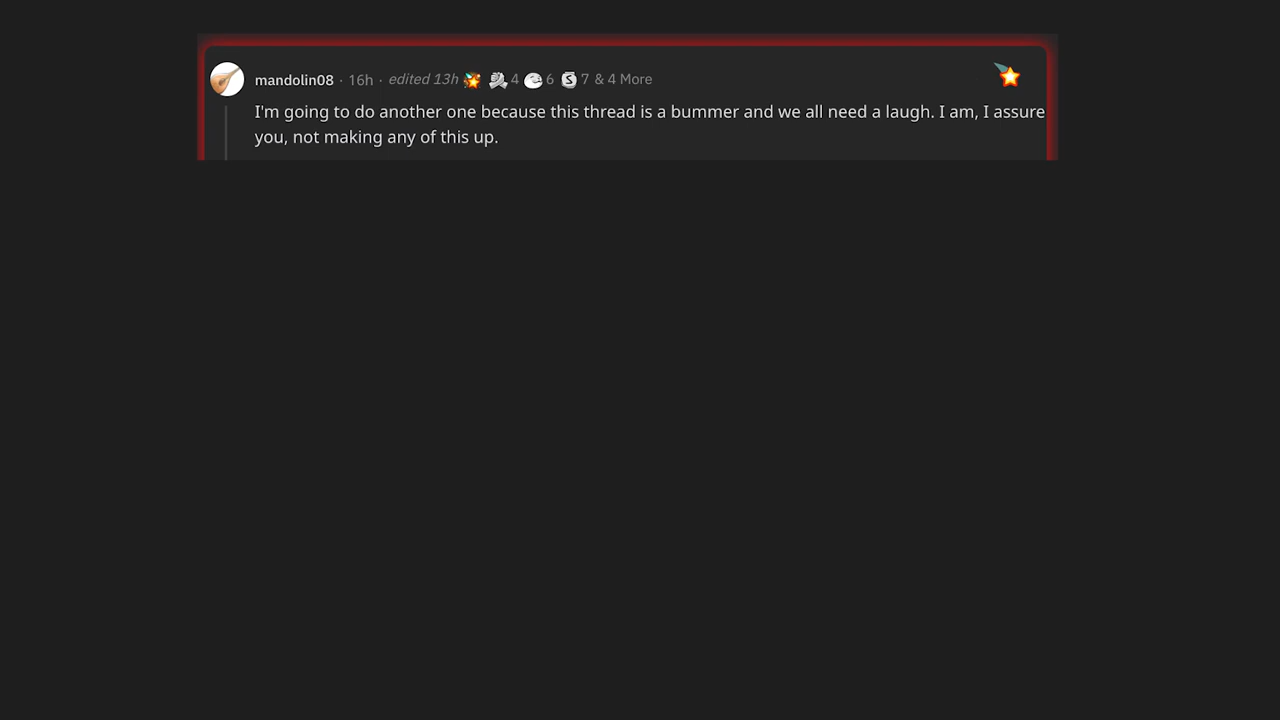 mandolin08 · 16h · edited 13h 4 6 S 7 & 4 More
I'm going to do another one because this thread is a bummer and we all need a laugh. I am, I assure
you, not making any of this up.